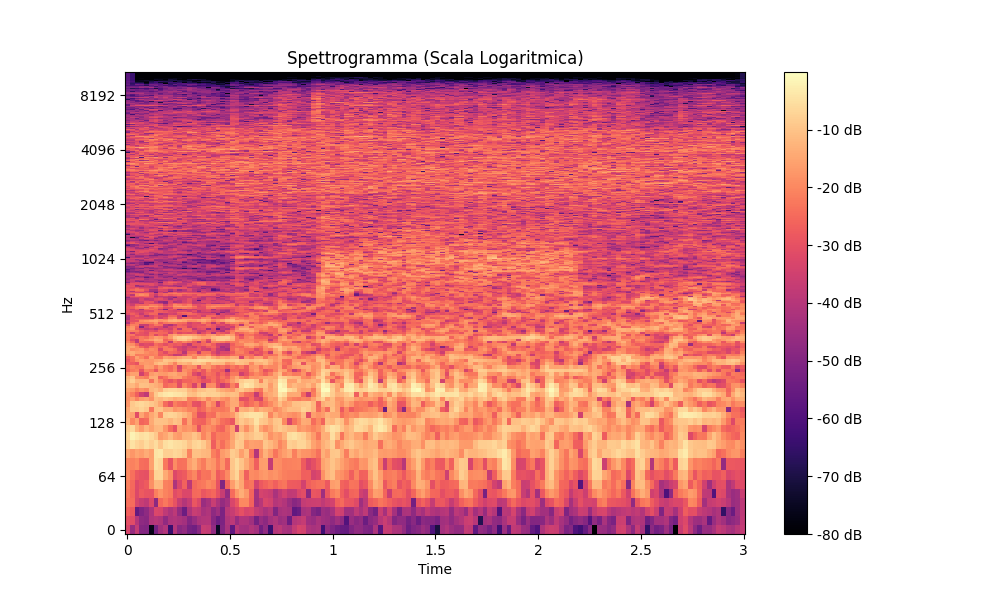 Spettrogramma (Scala Logaritmica)
8192
4096
2048
1024
512
256
128
64
0
Hz
0
0.5
1
1.5
2
2.5
3
Time
-10 dB
-20 dB
-30 dB
-40 dB
-50 dB
-60 dB
-70 dB
-80 dB